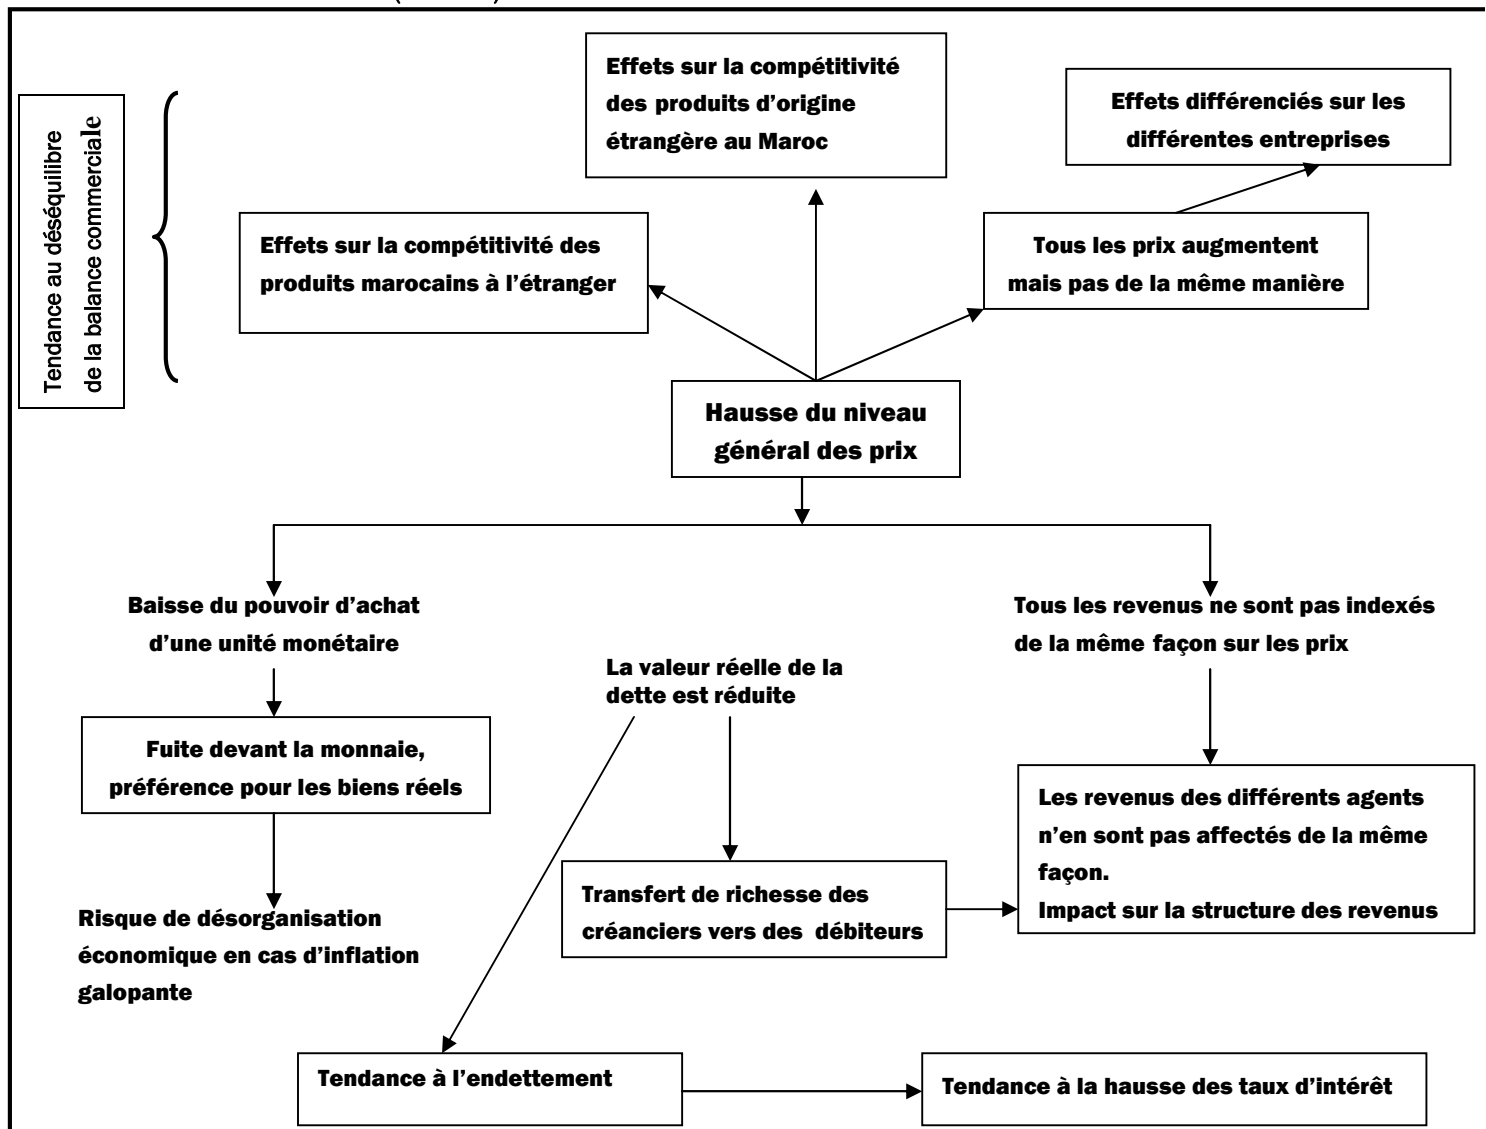 Effets sur la compétitivité
des produits d'origine
étrangère au Maroc
Effets différenciés sur les
différentes entreprises
Tendance au déséquilibre
de la balance commerciale
Effets sur la compétitivité des
produits marocains à l'étranger
Tous les prix augmentent
mais pas de la même manière
Hausse du niveau
général des prix
Baisse du pouvoir d'achat
d'une unité monétaire
Tous les revenus ne sont pas indexés
de la même façon sur les prix
La valeur réelle de la
dette est réduite
Fuite devant la monnaie,
préférence pour les biens réels
Les revenus des différents agents
n'en sont pas affectés de la même
façon.
Impact sur la structure des revenus
Transfert de richesse des
créanciers vers des débiteurs
Risque de désorganisation
économique en cas d'inflation
galopante
Tendance à l'endettement
Tendance à la hausse des taux d'intérêt